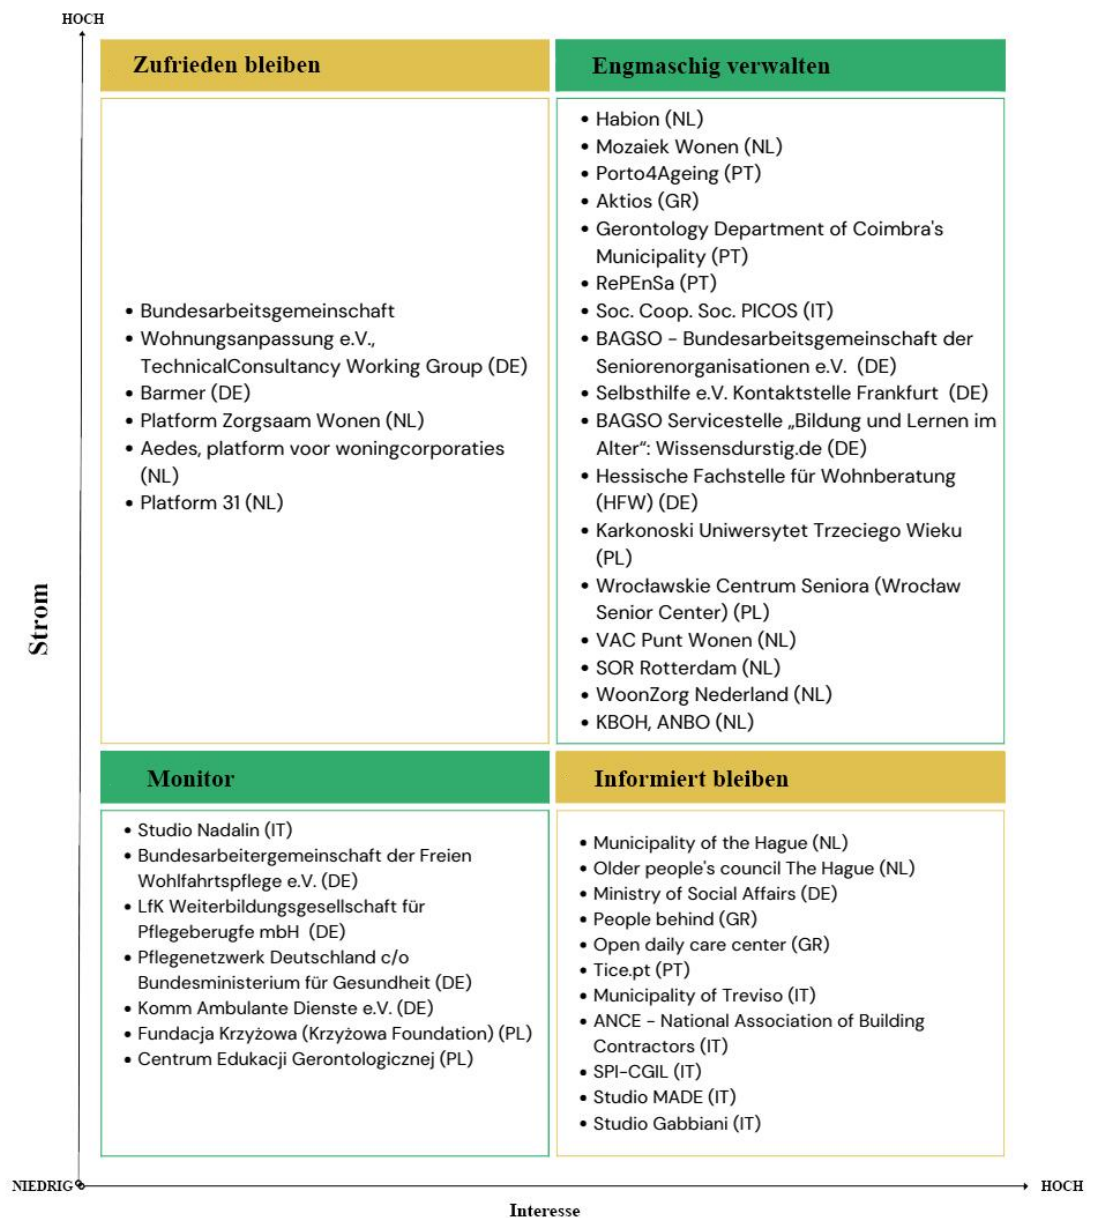 HOCH
Zufrieden bleiben
• Bundesarbeitsgemeinschaft
• Wohnungsanpassung e.V.,
TechnicalConsultancy Working Group (DE)
• Barmer (DE)
• Platform Zorgsaam Wonen (NL)
• Aedes, platform voor woningcorporaties
(NL)
• Platform 31 (NL)
Engmaschig verwalten
• Habion (NL)
• Mozaiek Wonen (NL)
• Porto4Ageing (PT)
• Aktios (GR)
• Gerontology Department of Coimbra's
Municipality (PT)
• RePEnSa (PT)
• Soc. Coop. Soc. PICOS (IT)
• BAGSO - Bundesarbeitsgemeinschaft der
Seniorenorganisationen e.V. (DE)
• Selbsthilfe e.V. Kontaktstelle Frankfurt (DE)
• BAGSO Servicestelle „Bildung und Lernen im
Alter“: Wissensdurstig.de (DE)
• Hessische Fachstelle für Wohnberatung
(HFW) (DE)
• Karkonoski Uniwersytet Trzeciego Wieku
(PL)
• Wrocławskie Centrum Seniora (Wrocław
Senior Center) (PL)
• VAC Punt Wonen (NL)
• SOR Rotterdam (NL)
• WoonZorg Nederland (NL)
• KBOH, ANBO (NL)
Strom
Monitor
• Studio Nadalin (IT)
• Bundesarbeitergemeinschaft der Freien
Wohlfahrtspflege e.V. (DE)
• LfK Weiterbildungsgesellschaft für
Pflegeberugfe mbH (DE)
• Pflegenetzwerk Deutschland c/o
Bundesministerium für Gesundheit (DE)
• Komm Ambulante Dienste e.V. (DE)
• Fundacja Krzyżowa (Krzyżowa Foundation) (PL)
• Centrum Edukacji Gerontologicznej (PL)
Informiert bleiben
• Municipality of the Hague (NL)
• Older people's council The Hague (NL)
• Ministry of Social Affairs (DE)
• People behind (GR)
• Open daily care center (GR)
• Tice.pt (PT)
• Municipality of Treviso (IT)
• ANCE - National Association of Building
Contractors (IT)
• SPI-CGIL (IT)
• Studio MADE (IT)
• Studio Gabbiani (IT)
NIEDRIG
HOCH
Interesse